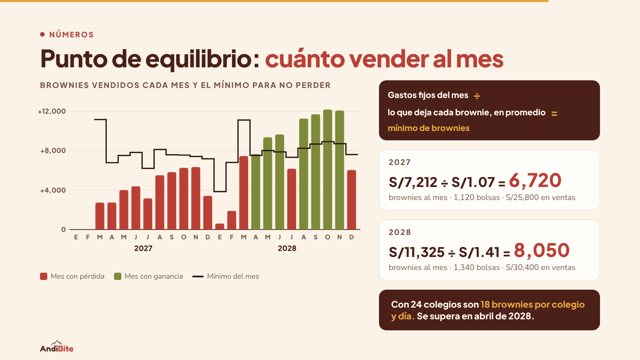 NÚMEROS
Punto de equilibrio: cuánto vender al mes
BROWNIES VENDIDOS CADA MES Y EL MÍNIMO PARA NO PERDER
+12,000
+8,000
+4,000
0
E F M A M J J A S O N D E F M A M J J A S O N D
2027 2028
Mes con pérdida Mes con ganancia Mínimo del mes
Gastos fijos del mes ÷
lo que deja cada brownie, en promedio =
mínimo de brownies
2027
S/7,212 ÷ S/1.07 = 6,720
brownies al mes · 1,120 bolsas · S/25,800 en ventas
2028
S/11,325 ÷ S/1.41 = 8,050
brownies al mes · 1,340 bolsas · S/30,400 en ventas
Con 24 colegios son 18 brownies por colegio
y día. Se supera en abril de 2028.
AndiBite